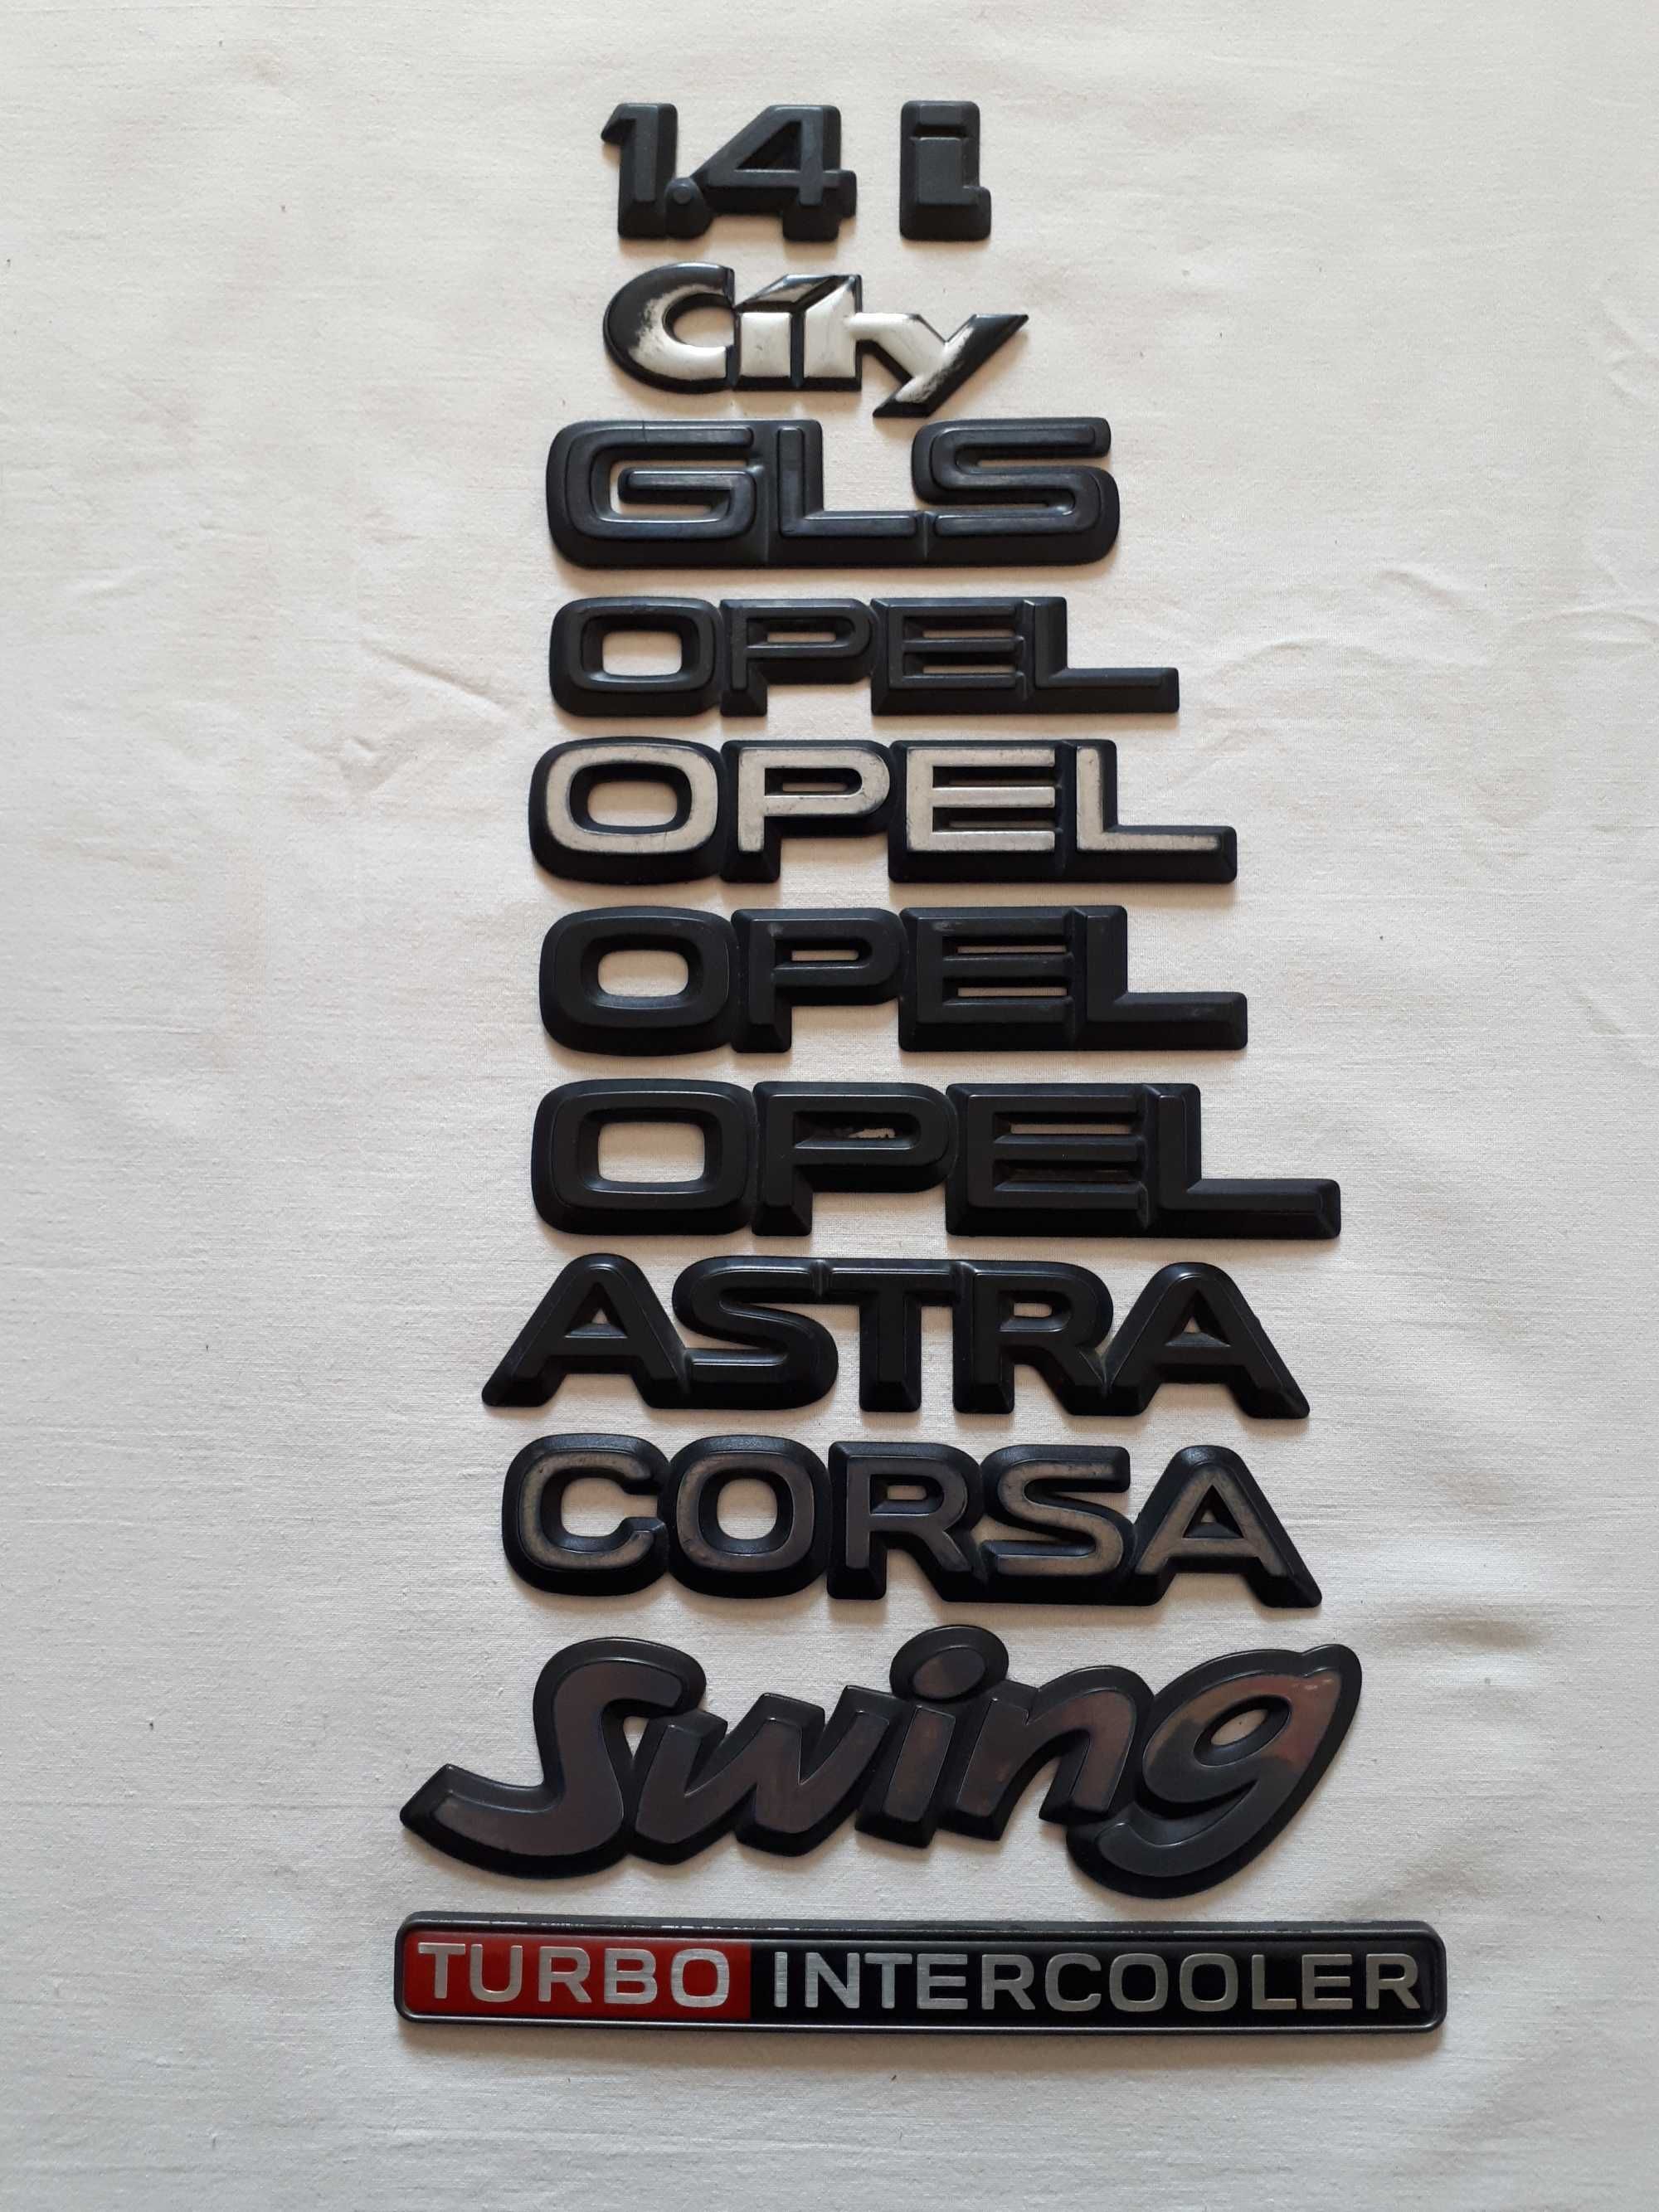 1.4 i
City
GLS
OPEL
OPEL
OPEL
OPEL
ASTRA
CORSA
Swing
TURBO INTERCOOLER